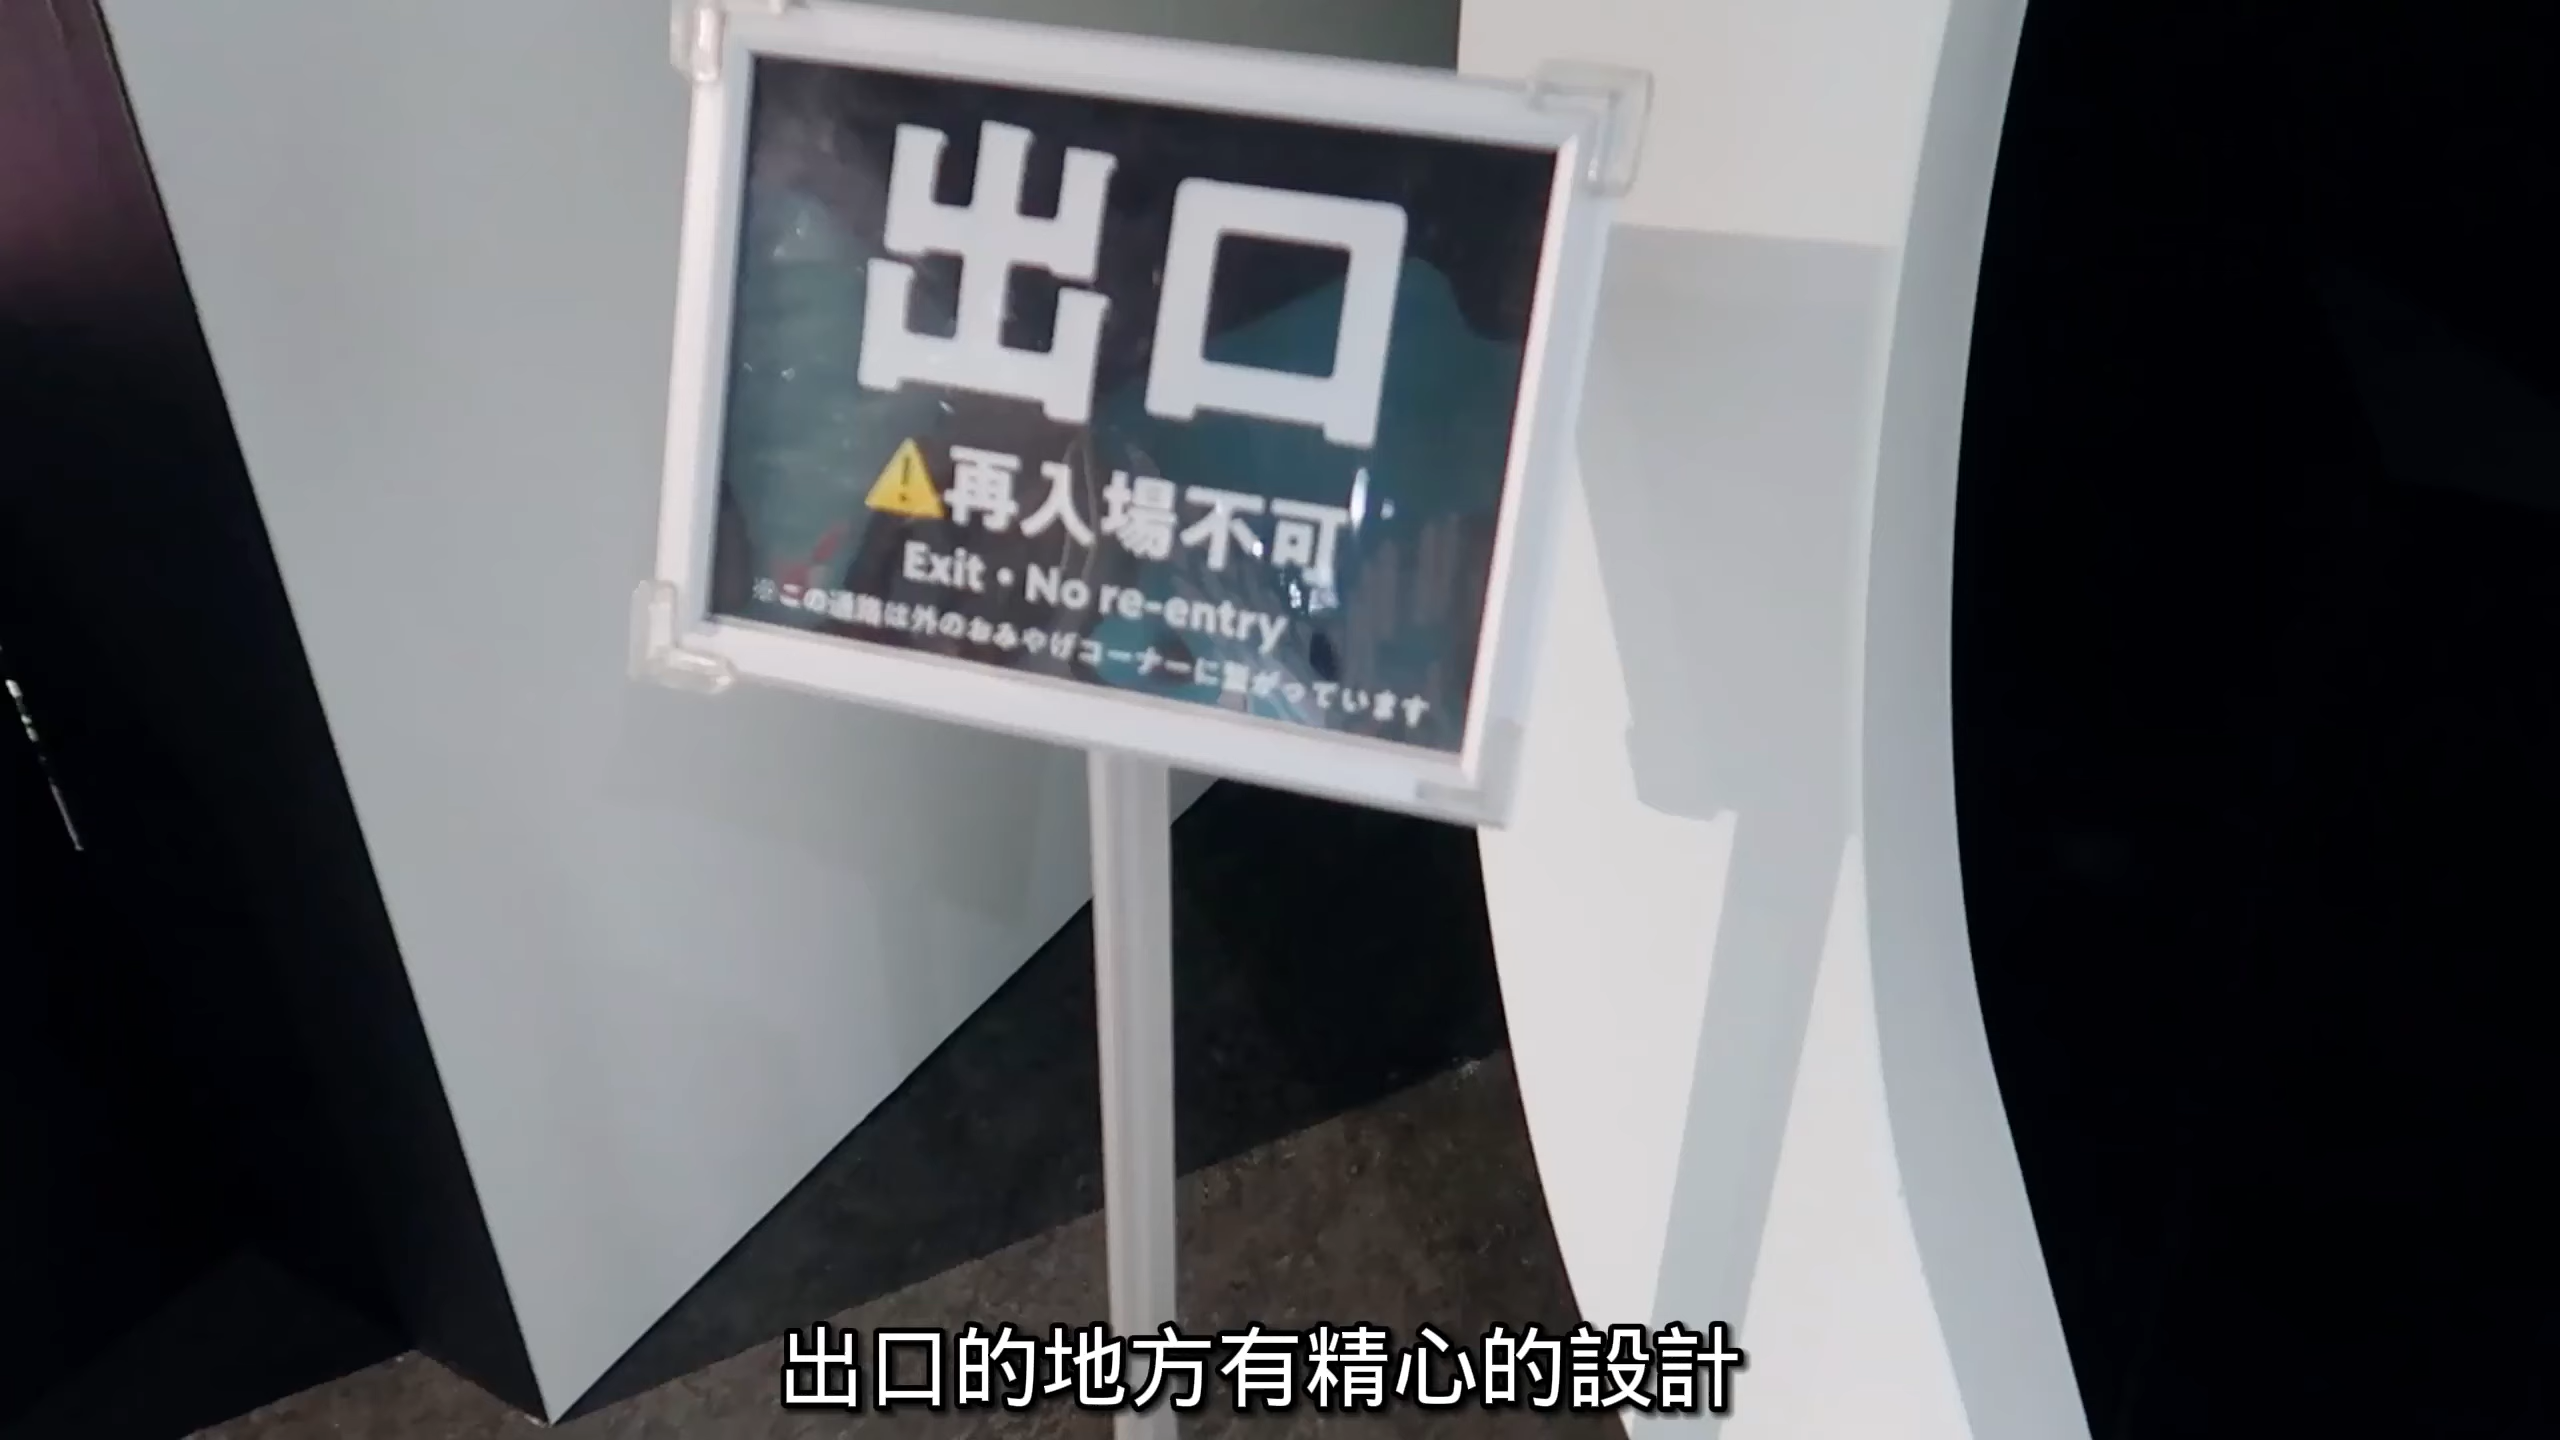 出口
⚠再入場不可
Exit・No re-entry
※この通路は外のおみやげコーナーに繋がっています
出口的地方有精心的設計